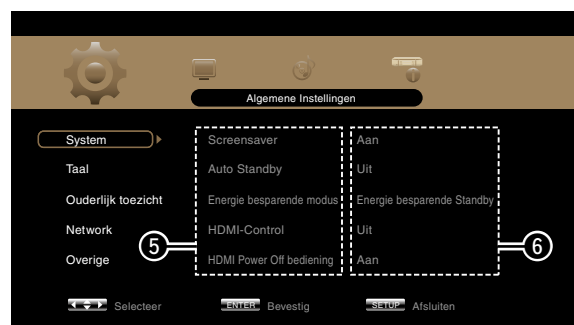 Algemene Instellingen
System Screensaver Aan
Taal Auto Standby Uit
Ouderlijk toezicht Energie besparende modus Energie besparende Standby
Network HDMI-Control Uit
5 6
Overige HDMI Power Off bediening Aan
Selecteer ENTER Bevestig SETUP Afsluiten